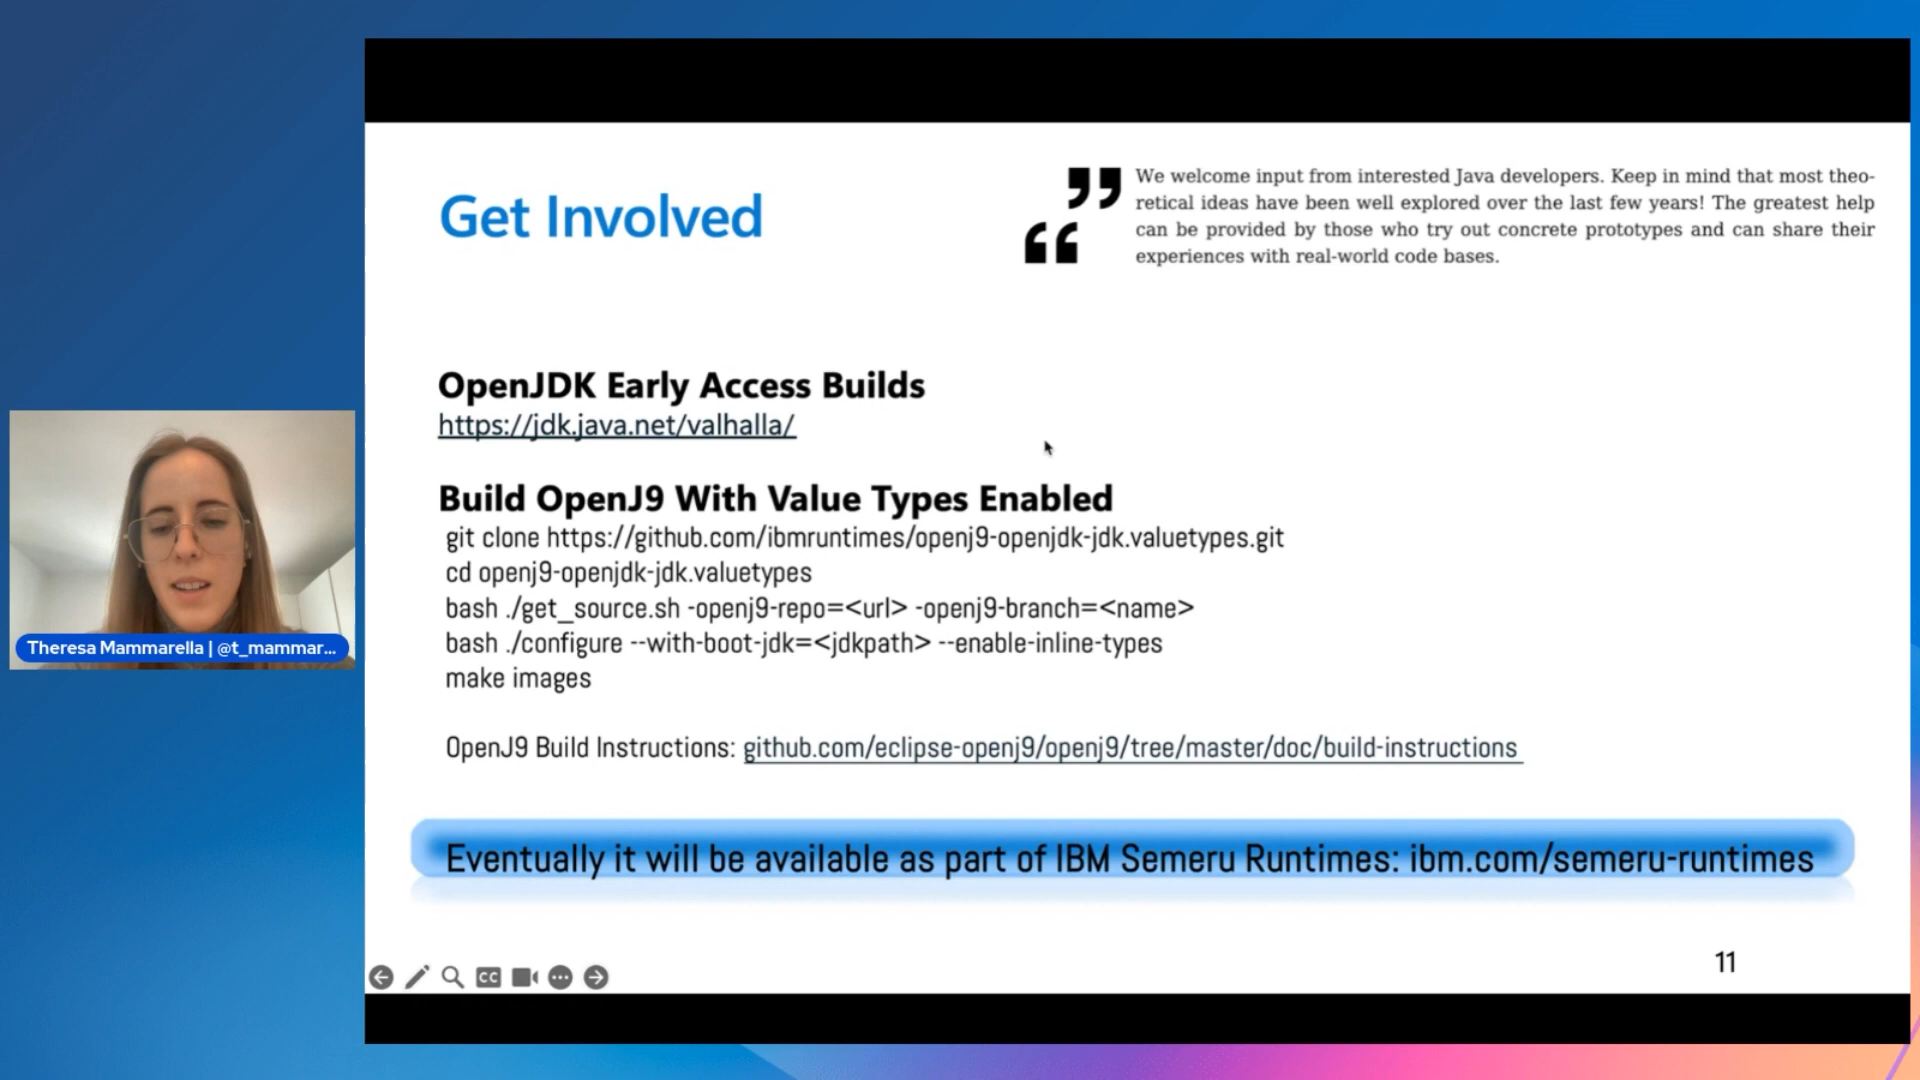 Get Involved
We welcome input from interested Java developers. Keep in mind that most theo-
retical ideas have been well explored over the last few years! The greatest help
can be provided by those who try out concrete prototypes and can share their
experiences with real-world code bases.
OpenJDK Early Access Builds
https://jdk.java.net/valhalla/
Build OpenJ9 With Value Types Enabled
git clone https://github.com/ibmruntimes/openj9-openjdk-jdk.valuetypes.git
cd openj9-openjdk-jdk.valuetypes
bash ./get_source.sh -openj9-repo=<url> -openj9-branch=<name>
bash ./configure --with-boot-jdk=<jdkpath> --enable-inline-types
make images
OpenJ9 Build Instructions: github.com/eclipse-openj9/openj9/tree/master/doc/build-instructions
Eventually it will be available as part of IBM Semeru Runtimes: ibm.com/semeru-runtimes
11
CC
Theresa Mammarella | @t_mammar...